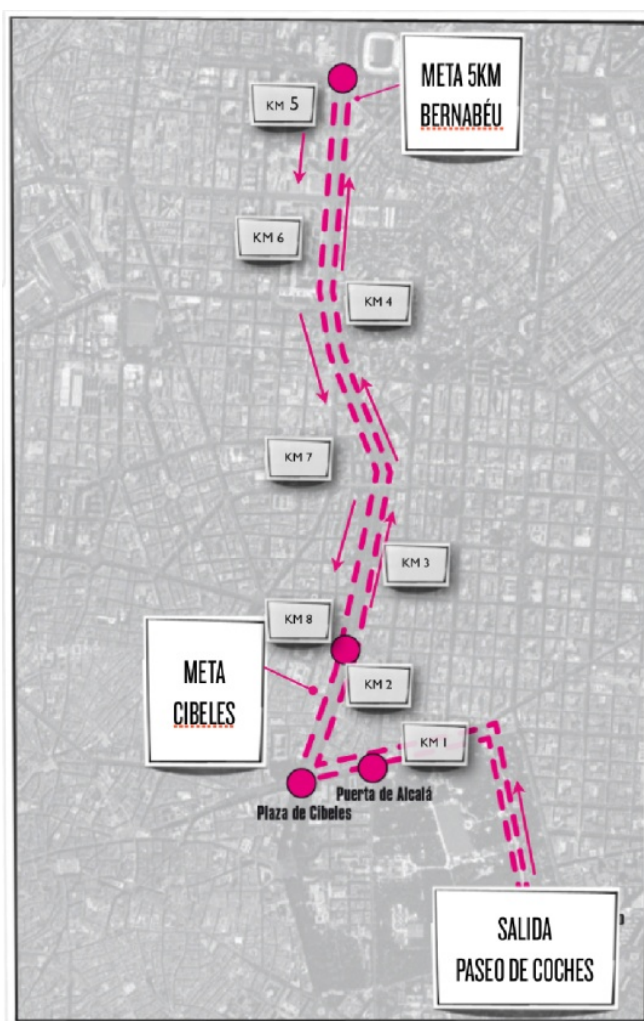 META 5KM
BERNABÉU
KM 5
KM 6
KM 4
KM 7
KM 3
KM 8
META
CIBELES
KM 2
KM 1
Puerta de Alcalá
Plaza de Cibeles
SALIDA
PASEO DE COCHES